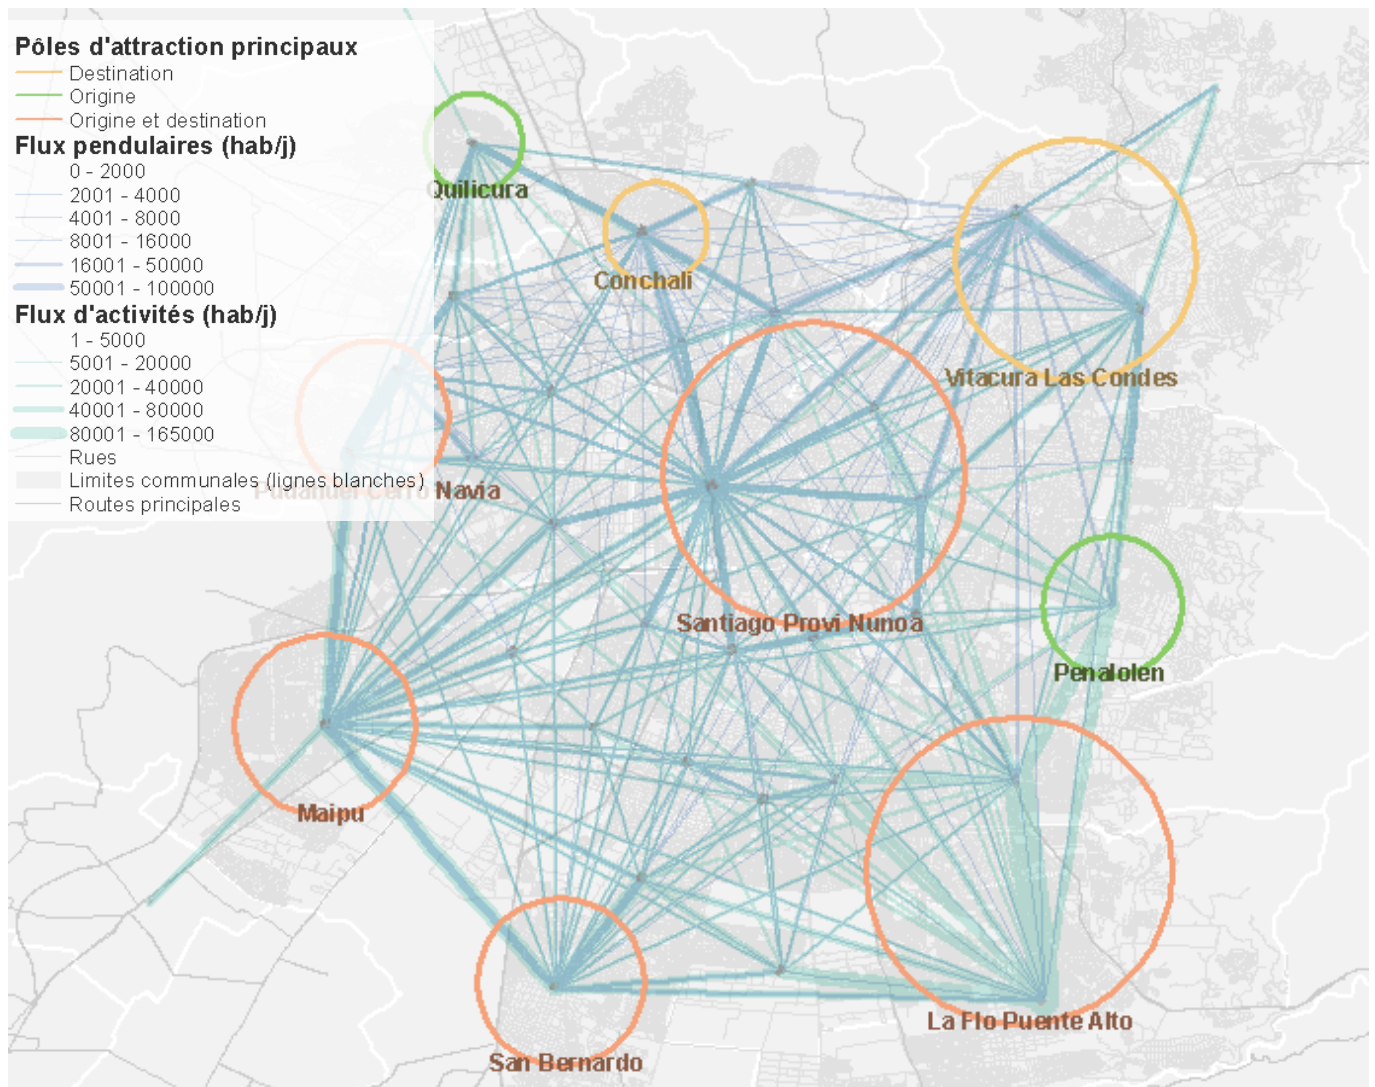 Pôles d'attraction principaux
Destination
Origine
Origine et destination
Flux pendulaires (hab/j)
0 - 2000
2001 - 4000
4001 - 8000
8001 - 16000
16001 - 50000
50001 - 100000
Flux d'activités (hab/j)
1 - 5000
5001 - 20000
20001 - 40000
40001 - 80000
80001 - 165000
Rues
Limites communales (lignes blanches)
Routes principales
Quilicura
Conchali
Vitacura Las Condes
Pudahuel Cerro Navia
Santiago Provi Nunoa
Penalolen
Maipu
La Flo Puente Alto
San Bernardo